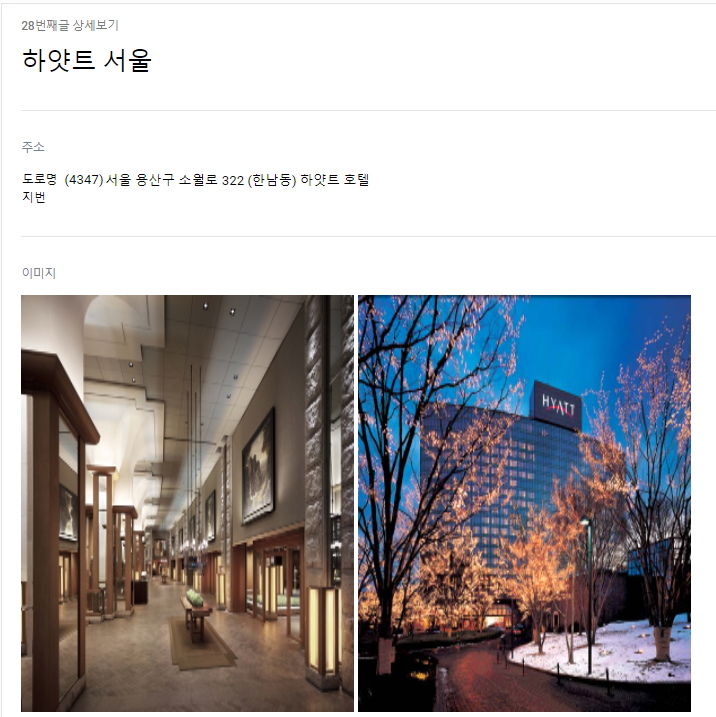 28번째글 상세보기
하얏트 서울
주소
도로명 (4347) 서울 용산구 소월로 322 (한남동) 하얏트 호텔
지번
이미지
HYATT